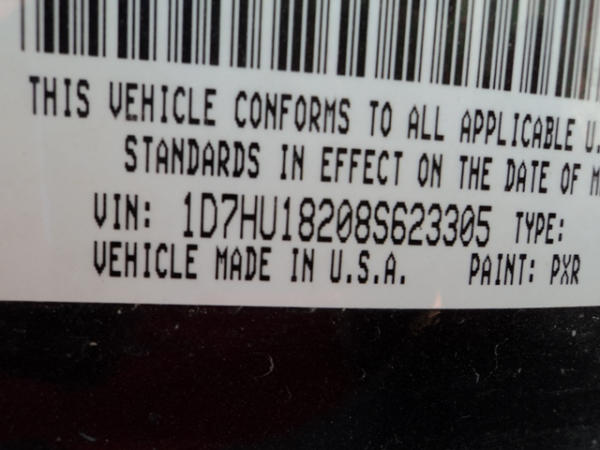 THIS VEHICLE CONFORMS TO ALL APPLICABLE U.
STANDARDS IN EFFECT ON THE DATE OF M
VIN: 1D7HU18208S623305 TYPE:
VEHICLE MADE IN U.S.A. PAINT: PXR